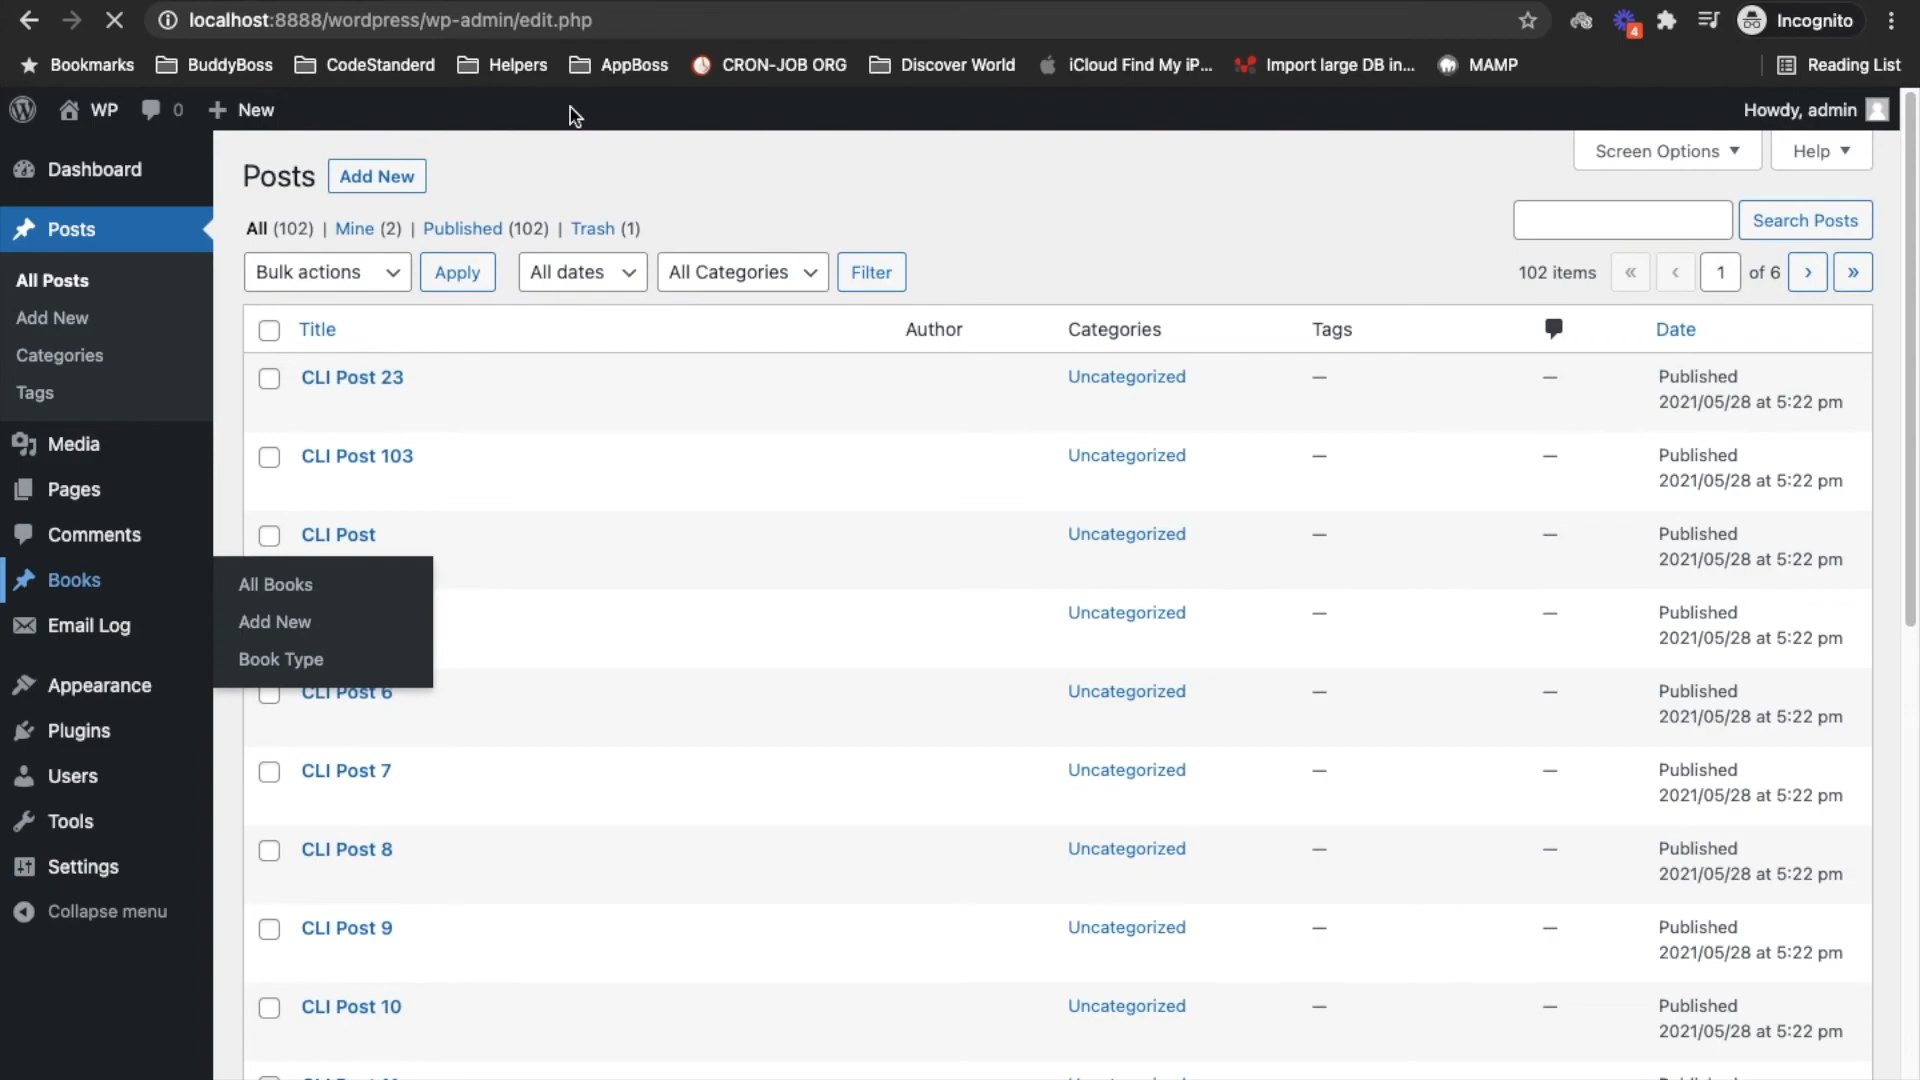 localhost:8888/wordpress/wp-admin/edit.php
4
Incognito
Bookmarks BuddyBoss CodeStanderd Helpers AppBoss CRON-JOB ORG Discover World iCloud Find My iP... Import large DB in... MAMP Reading List
WP 0 New Howdy, admin
Dashboard
Posts
All Posts
Add New
Categories
Tags
Media
Pages
Comments
Books
Email Log
Appearance
Plugins
Users
Tools
Settings
Collapse menu
All Books
Add New
Book Type
Screen Options Help
Posts Add New
All (102) | Mine (2) | Published (102) | Trash (1)
Search Posts
Bulk actions Apply All dates All Categories Filter 102 items « ‹ 1 of 6 › »
Title Author Categories Tags Date
CLI Post 23 Uncategorized — — Published
2021/05/28 at 5:22 pm
CLI Post 103 Uncategorized — — Published
2021/05/28 at 5:22 pm
CLI Post Uncategorized — — Published
2021/05/28 at 5:22 pm
Uncategorized — — Published
2021/05/28 at 5:22 pm
CLI Post 6 Uncategorized — — Published
2021/05/28 at 5:22 pm
CLI Post 7 Uncategorized — — Published
2021/05/28 at 5:22 pm
CLI Post 8 Uncategorized — — Published
2021/05/28 at 5:22 pm
CLI Post 9 Uncategorized — — Published
2021/05/28 at 5:22 pm
CLI Post 10 Uncategorized — — Published
2021/05/28 at 5:22 pm